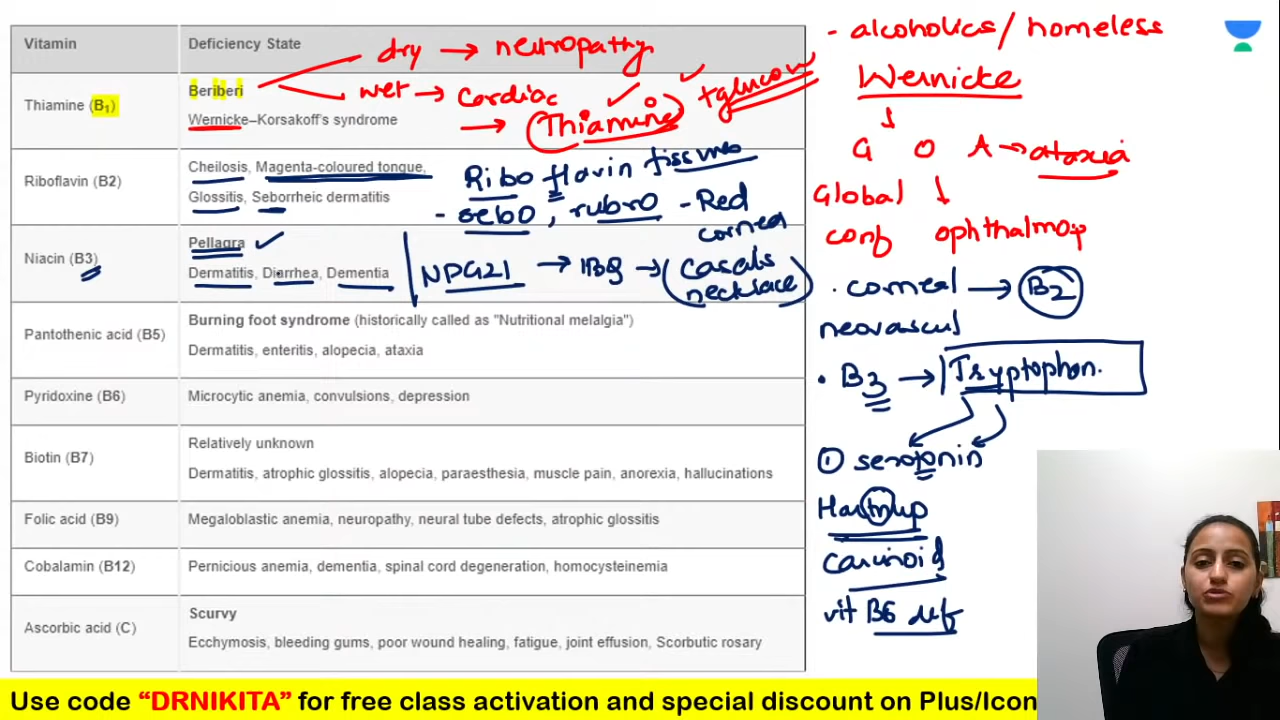 Vitamin
Deficiency State
dry → neuropathy
Thiamine (B1)
Beriberi
wet → cardiac
Wernicke–Korsakoff's syndrome
→ Thiamine + glucose
Riboflavin (B2)
Cheilosis, Magenta-coloured tongue,
Glossitis, Seborrheic dermatitis
Ribo flavin tissues
- sebo, rubro - Red
cornea
Niacin (B3)
Pellagra
Dermatitis, Diarrhea, Dementia
NPG21 → IBQ → Casals
necklace
Pantothenic acid (B5)
Burning foot syndrome (historically called as "Nutritional melalgia")
Dermatitis, enteritis, alopecia, ataxia
Pyridoxine (B6)
Microcytic anemia, convulsions, depression
Biotin (B7)
Relatively unknown
Dermatitis, atrophic glossitis, alopecia, paraesthesia, muscle pain, anorexia, hallucinations
Folic acid (B9)
Megaloblastic anemia, neuropathy, neural tube defects, atrophic glossitis
Cobalamin (B12)
Pernicious anemia, dementia, spinal cord degeneration, homocysteinemia
Ascorbic acid (C)
Scurvy
Ecchymosis, bleeding gums, poor wound healing, fatigue, joint effusion, Scorbutic rosary
- alcoholics/ homeless
Wernicke
G O A → ataxia
Global
conf ophthalmop
• corneal → B2
neovascul
• B3 → Tryptophan.
① serotonin
Hartnup
carcinoid
vit B6 def
Use code “DRNIKITA” for free class activation and special discount on Plus/Icon